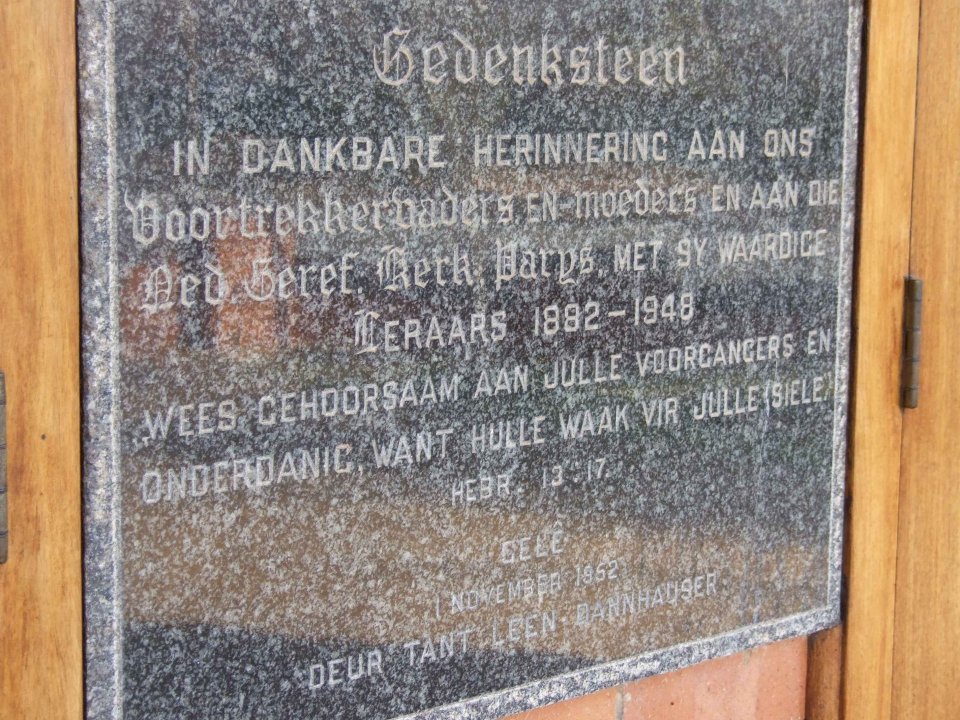 Gedenksteen
IN DANKBARE HERINNERING AAN ONS
Voortrekkervaders EN-moeders EN AAN DIE
Ned. Geref. Kerk, Parys, MET SY WAARDIGE
LERAARS 1882-1948
WEES GEHOORSAAM AAN JULLE VOORGANGERS EN
ONDERDANIG, WANT HULLE WAAK VIR JULLE SIELE,
HEBR. 13:17.
GELÊ
1 NOVEMBER 1952
DEUR TANT LEEN DANNHAUSER